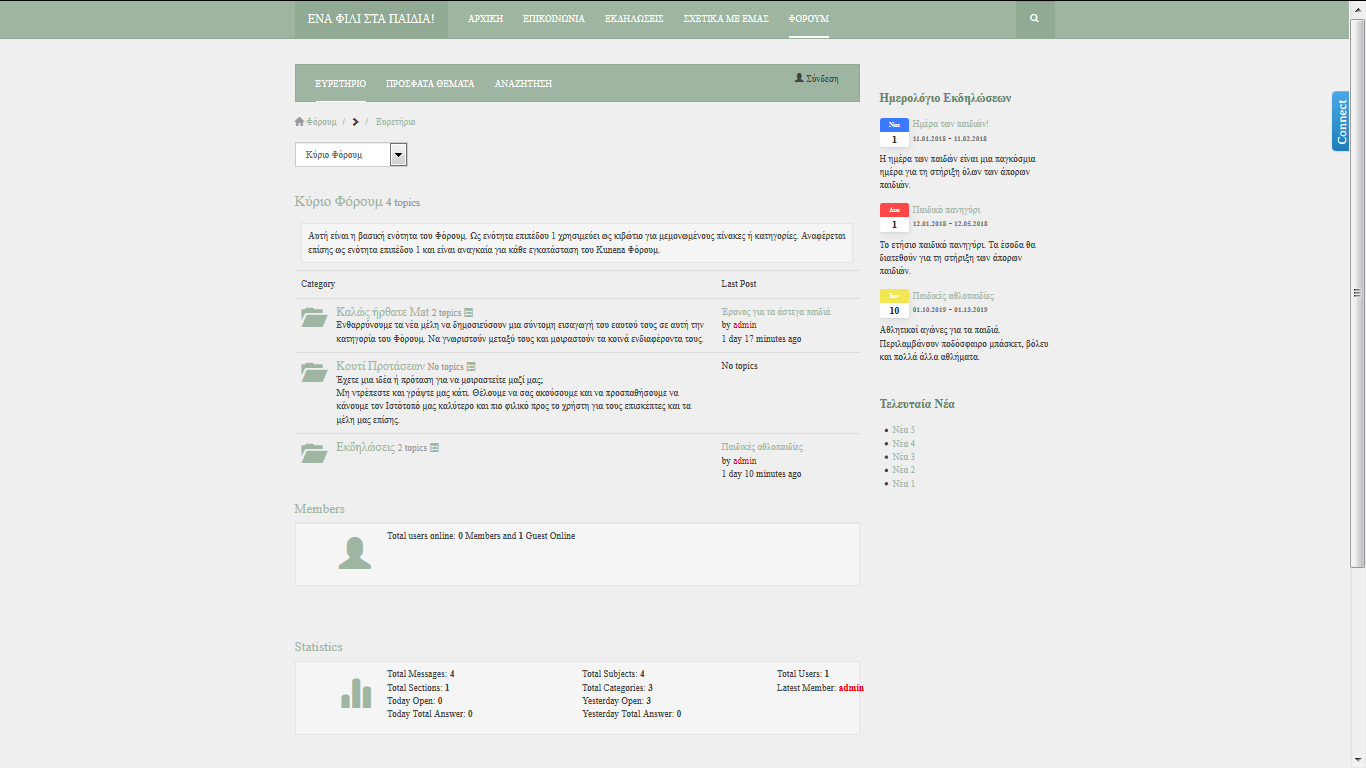 ΕΝΑ ΦΙΛΙ ΣΤΑ ΠΑΙΔΙΑ! ΑΡΧΙΚΗ ΕΠΙΚΟΙΝΩΝΙΑ ΕΚΔΗΛΩΣΕΙΣ ΣΧΕΤΙΚΑ ΜΕ ΕΜΑΣ ΦΟΡΟΥΜ
ΕΥΡΕΤΗΡΙΟ ΠΡΟΣΦΑΤΑ ΘΕΜΑΤΑ ΑΝΑΖΗΤΗΣΗ Σύνδεση
Φόρουμ / / Ευρετήριο
Κύριο Φόρουμ
Κύριο Φόρουμ 4 topics
Αυτή είναι η βασική ενότητα του Φόρουμ. Ως ενότητα επιπέδου 1 χρησιμεύει ως κιβώτιο για μεμονωμένους πίνακες ή κατηγορίες. Αναφέρεται
επίσης ως ενότητα επιπέδου 1 και είναι αναγκαία για κάθε εγκατάσταση του Kunena Φόρουμ.
Category Last Post
Καλώς ήρθατε Mat 2 topics
Ενθαρρύνουμε τα νέα μέλη να δημοσιεύσουν μια σύντομη εισαγωγή του εαυτού τους σε αυτή την
κατηγορία του Φόρουμ. Να γνωριστούν μεταξύ τους και μοιραστούν τα κοινά ενδιαφέροντα τους.
Έρανος για τα άστεγα παιδιά
by admin
1 day 17 minutes ago
Κουτί Προτάσεων No topics
Έχετε μια ιδέα ή πρόταση για να μοιραστείτε μαζί μας;
Μη ντρέπεστε και γράψτε μας κάτι. Θέλουμε να σας ακούσουμε και να προσπαθήσουμε να
κάνουμε τον Ιστότοπό μας καλύτερο και πιο φιλικό προς το χρήστη για τους επισκέπτες και τα
μέλη μας επίσης.
No topics
Εκδηλώσεις 2 topics
Παιδικές αθλοπαιδίες
by admin
1 day 10 minutes ago
Members
Total users online: 0 Members and 1 Guest Online
Statistics
Total Messages: 4 Total Subjects: 4 Total Users: 1
Total Sections: 1 Total Categories: 3 Latest Member: admin
Today Open: 0 Yesterday Open: 3
Today Total Answer: 0 Yesterday Total Answer: 0
Ημερολόγιο Εκδηλώσεων
Νοε Ημέρα των παιδιών!
1 11.01.2018 - 11.02.2018
Η ημέρα των παιδών είναι μια παγκόσμια
ημέρα για τη στήριξη όλων των άπορων
παιδιών.
Δεκ Παιδικό πανηγύρι
1 12.01.2018 - 12.05.2018
Το ετήσιο παιδικό πανηγύρι. Τα έσοδα θα
διατεθούν για τη στήριξη των άπορων
παιδιών.
Ιαν Παιδικές αθλοπαιδίες
10 01.10.2019 - 01.13.2019
Αθλητικοί αγώνες για τα παιδιά.
Περιλαμβάνουν ποδόσφαιρο μπάσκετ, βόλευ
και πολλά άλλα αθλήματα.
Τελευταία Νέα
Νέα 5
Νέα 4
Νέα 3
Νέα 2
Νέα 1
Connect